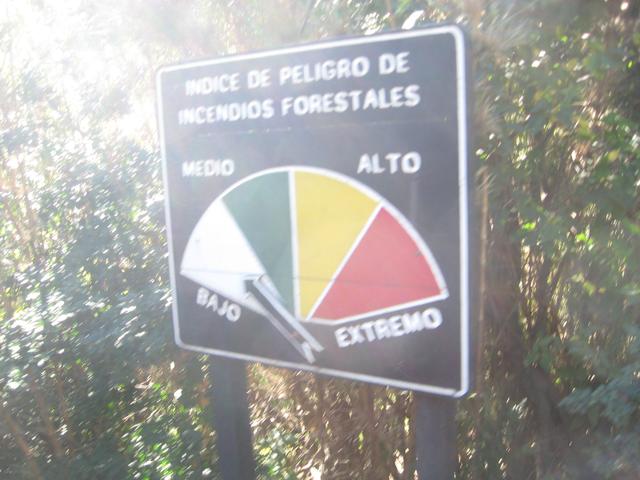 INDICE DE PELIGRO DE
INCENDIOS FORESTALES
MEDIO
ALTO
BAJO
EXTREMO